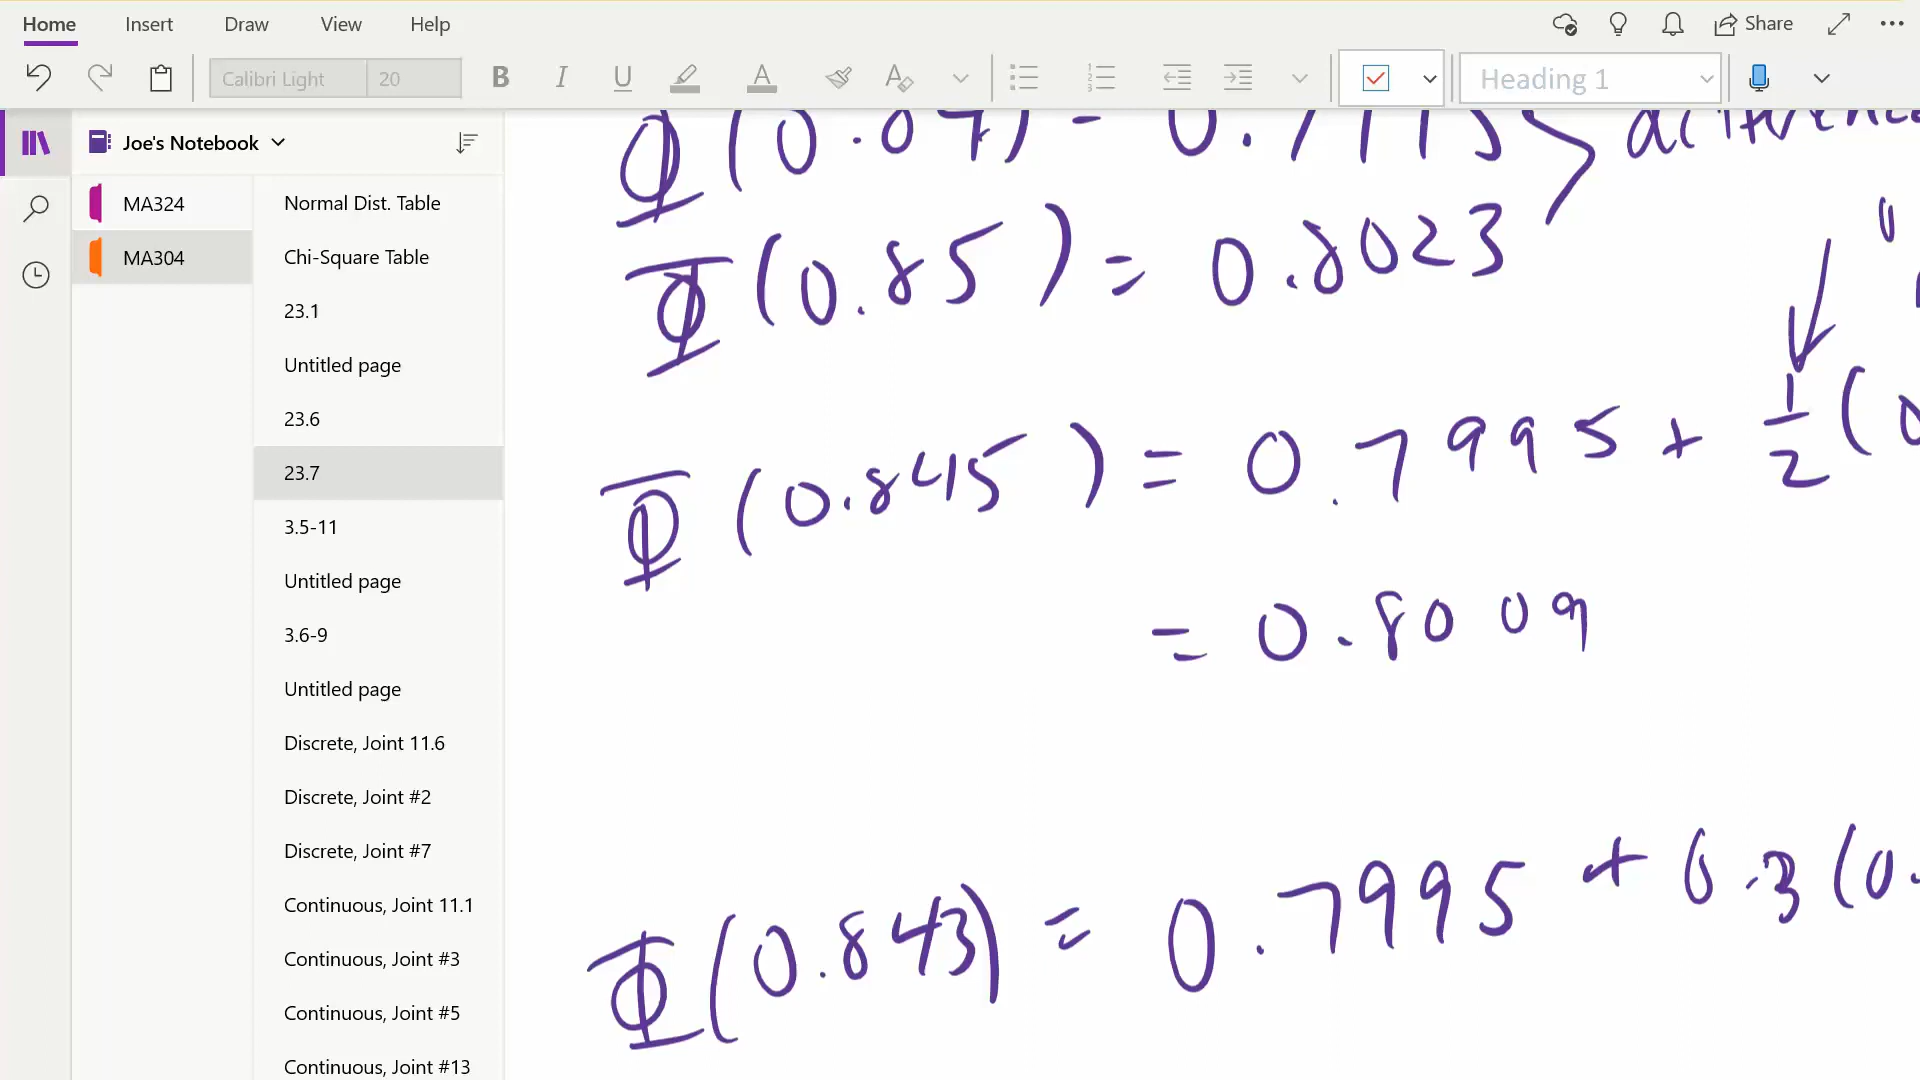 Home Insert Draw View Help Share
Calibri Light 20 B I U A A Heading 1
Joe's Notebook
MA324
MA304
Normal Dist. Table
Chi-Square Table
23.1
Untitled page
23.6
23.7
3.5-11
Untitled page
3.6-9
Untitled page
Discrete, Joint 11.6
Discrete, Joint #2
Discrete, Joint #7
Continuous, Joint 11.1
Continuous, Joint #3
Continuous, Joint #5
Continuous, Joint #13
Φ(0.85) = 0.8023
Φ(0.845) = 0.7995 + 1/2 (0
= 0.8009
Φ(0.843) = 0.7995 + 0.3 (0.